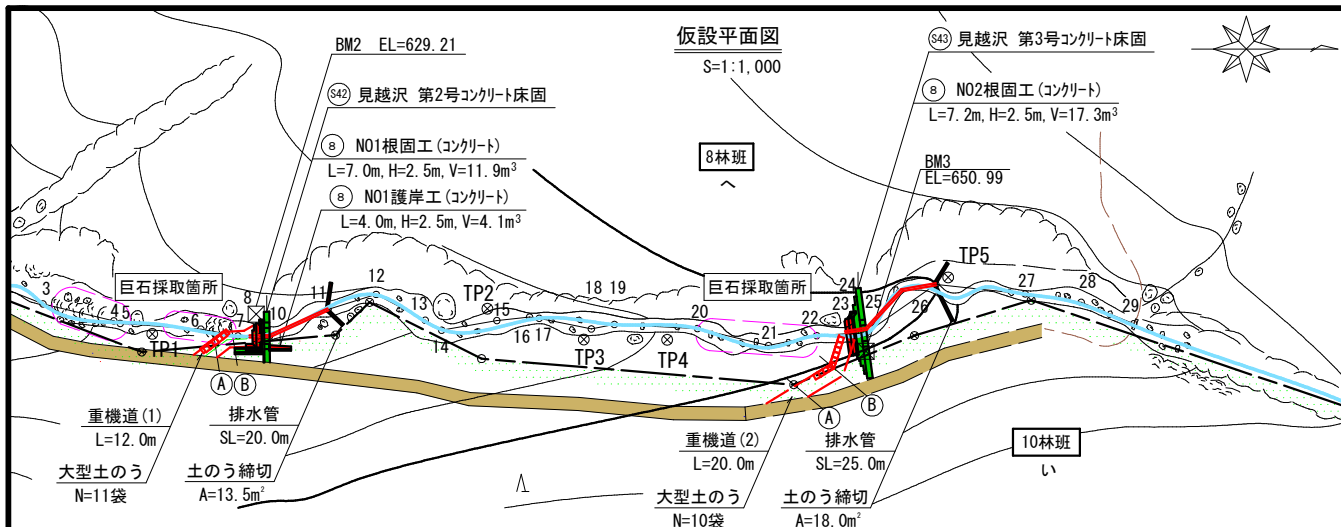 仮設平面図
S=1:1,000
BM2 EL=629.21
S42 見越沢 第2号コンクリート床固
8 NO1根固工(コンクリート)
L=7.0m, H=2.5m, V=11.9m³
8 NO1護岸工(コンクリート)
L=4.0m, H=2.5m, V=4.1m³
S43 見越沢 第3号コンクリート床固
8 NO2根固工(コンクリート)
L=7.2m, H=2.5m, V=17.3m³
8林班
へ
BM3
EL=650.99
巨石採取箇所
巨石採取箇所
3
4
5
6
7
8
10
11
12
13
14
15
16
17
18
19
20
21
22
23
24
25
26
27
28
29
TP1
TP2
TP3
TP4
TP5
A
B
A
B
重機道(1)
L=12.0m
排水管
SL=20.0m
大型土のう
N=11袋
土のう締切
A=13.5㎡
重機道(2)
L=20.0m
排水管
SL=25.0m
大型土のう
N=10袋
土のう締切
A=18.0㎡
10林班
い